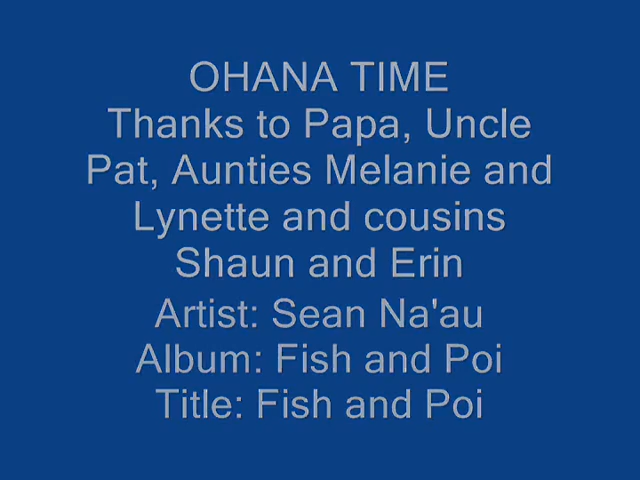 OHANA TIME
Thanks to Papa, Uncle
Pat, Aunties Melanie and
Lynette and cousins
Shaun and Erin
Artist: Sean Na'au
Album: Fish and Poi
Title: Fish and Poi